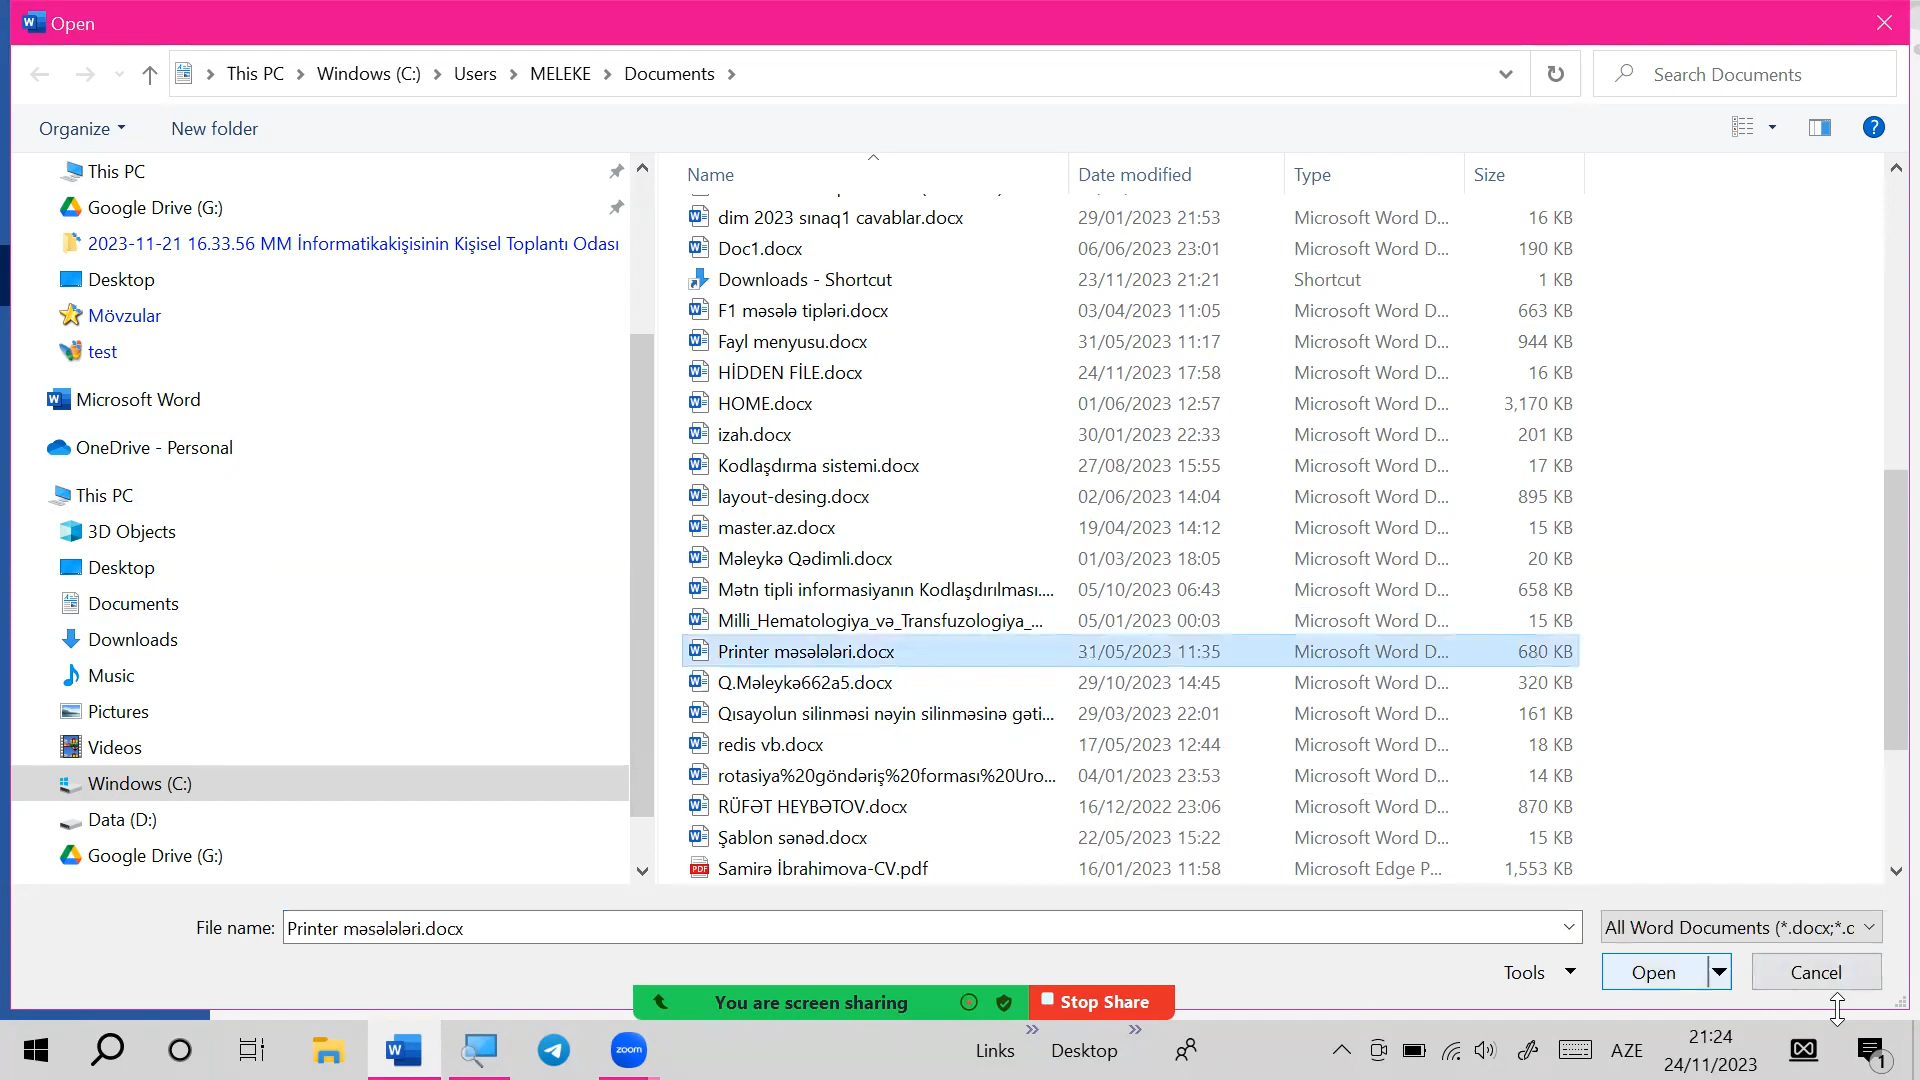 Open
This PC
Windows (C:)
Users
MELEKE
Documents
Search Documents
Organize
New folder
This PC
Google Drive (G:)
2023-11-21 16.33.56 MM İnformatikakişisinin Kişisel Toplantı Odası
Desktop
Mövzular
test
Microsoft Word
OneDrive - Personal
This PC
3D Objects
Desktop
Documents
Downloads
Music
Pictures
Videos
Windows (C:)
Data (D:)
Google Drive (G:)
Name Date modified Type Size
dim 2023 sınaq1 cavablar.docx 29/01/2023 21:53 Microsoft Word D... 16 KB
Doc1.docx 06/06/2023 23:01 Microsoft Word D... 190 KB
Downloads - Shortcut 23/11/2023 21:21 Shortcut 1 KB
F1 məsələ tipləri.docx 03/04/2023 11:05 Microsoft Word D... 663 KB
Fayl menyusu.docx 31/05/2023 11:17 Microsoft Word D... 944 KB
HİDDEN FİLE.docx 24/11/2023 17:58 Microsoft Word D... 16 KB
HOME.docx 01/06/2023 12:57 Microsoft Word D... 3,170 KB
izah.docx 30/01/2023 22:33 Microsoft Word D... 201 KB
Kodlaşdırma sistemi.docx 27/08/2023 15:55 Microsoft Word D... 17 KB
layout-desing.docx 02/06/2023 14:04 Microsoft Word D... 895 KB
master.az.docx 19/04/2023 14:12 Microsoft Word D... 15 KB
Məleykə Qədimli.docx 01/03/2023 18:05 Microsoft Word D... 20 KB
Mətn tipli informasiyanın Kodlaşdırılması.... 05/10/2023 06:43 Microsoft Word D... 658 KB
Milli_Hematologiya_və_Transfuzologiya_... 05/01/2023 00:03 Microsoft Word D... 15 KB
Printer məsələləri.docx 31/05/2023 11:35 Microsoft Word D... 680 KB
Q.Məleykə662a5.docx 29/10/2023 14:45 Microsoft Word D... 320 KB
Qısayolun silinməsi nəyin silinməsinə gəti... 29/03/2023 22:01 Microsoft Word D... 161 KB
redis vb.docx 17/05/2023 12:44 Microsoft Word D... 18 KB
rotasiya%20göndəriş%20forması%20Uro... 04/01/2023 23:53 Microsoft Word D... 14 KB
RÜFƏT HEYBƏTOV.docx 16/12/2022 23:06 Microsoft Word D... 870 KB
Şablon sənəd.docx 22/05/2023 15:22 Microsoft Word D... 15 KB
Samirə İbrahimova-CV.pdf 16/01/2023 11:58 Microsoft Edge P... 1,553 KB
File name: Printer məsələləri.docx
All Word Documents (*.docx;*.d
Tools
Open
Cancel
You are screen sharing
Stop Share
zoom
Links
Desktop
AZE
21:24
24/11/2023
1